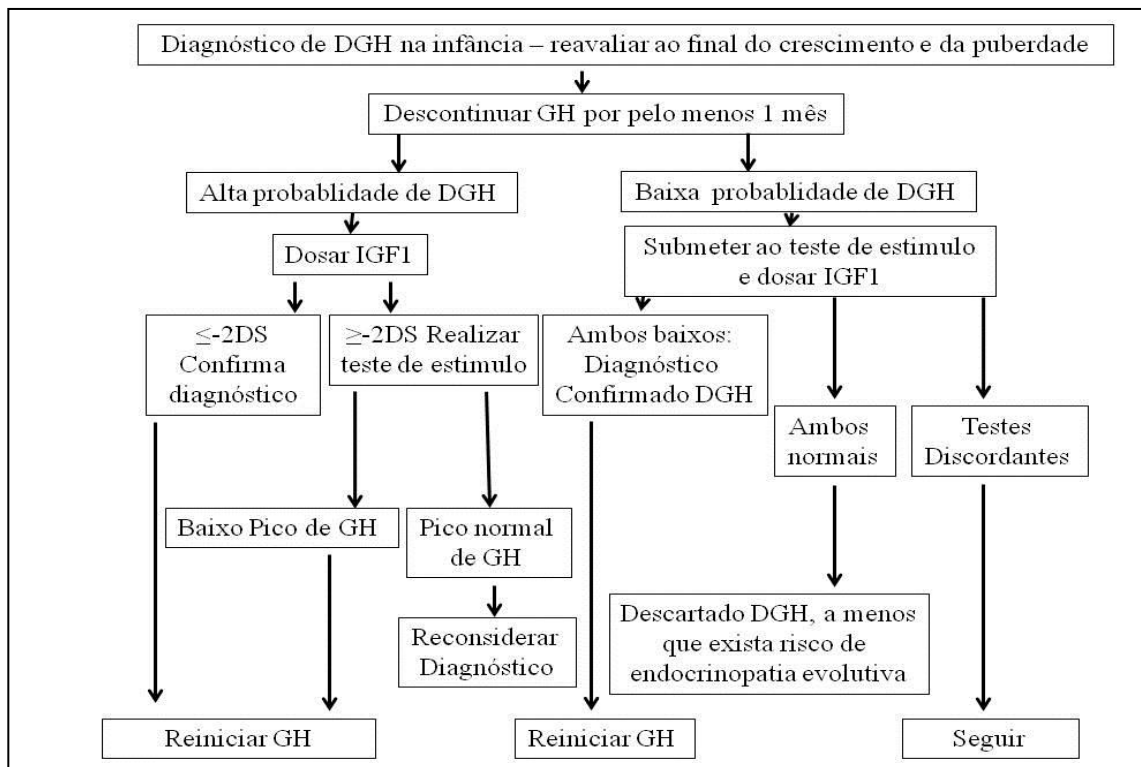 Diagnóstico de DGH na infância – reavaliar ao final do crescimento e da puberdade
Descontinuar GH por pelo menos 1 mês
Alta probablidade de DGH
Baixa probablidade de DGH
Dosar IGF1
Submeter ao teste de estimulo
e dosar IGF1
≤-2DS
Confirma
diagnóstico
≥-2DS Realizar
teste de estimulo
Ambos baixos:
Diagnóstico
Confirmado DGH
Ambos
normais
Testes
Discordantes
Baixo Pico de GH
Pico normal
de GH
Reconsiderar
Diagnóstico
Descartado DGH, a menos
que exista risco de
endocrinopatia evolutiva
Reiniciar GH
Reiniciar GH
Seguir